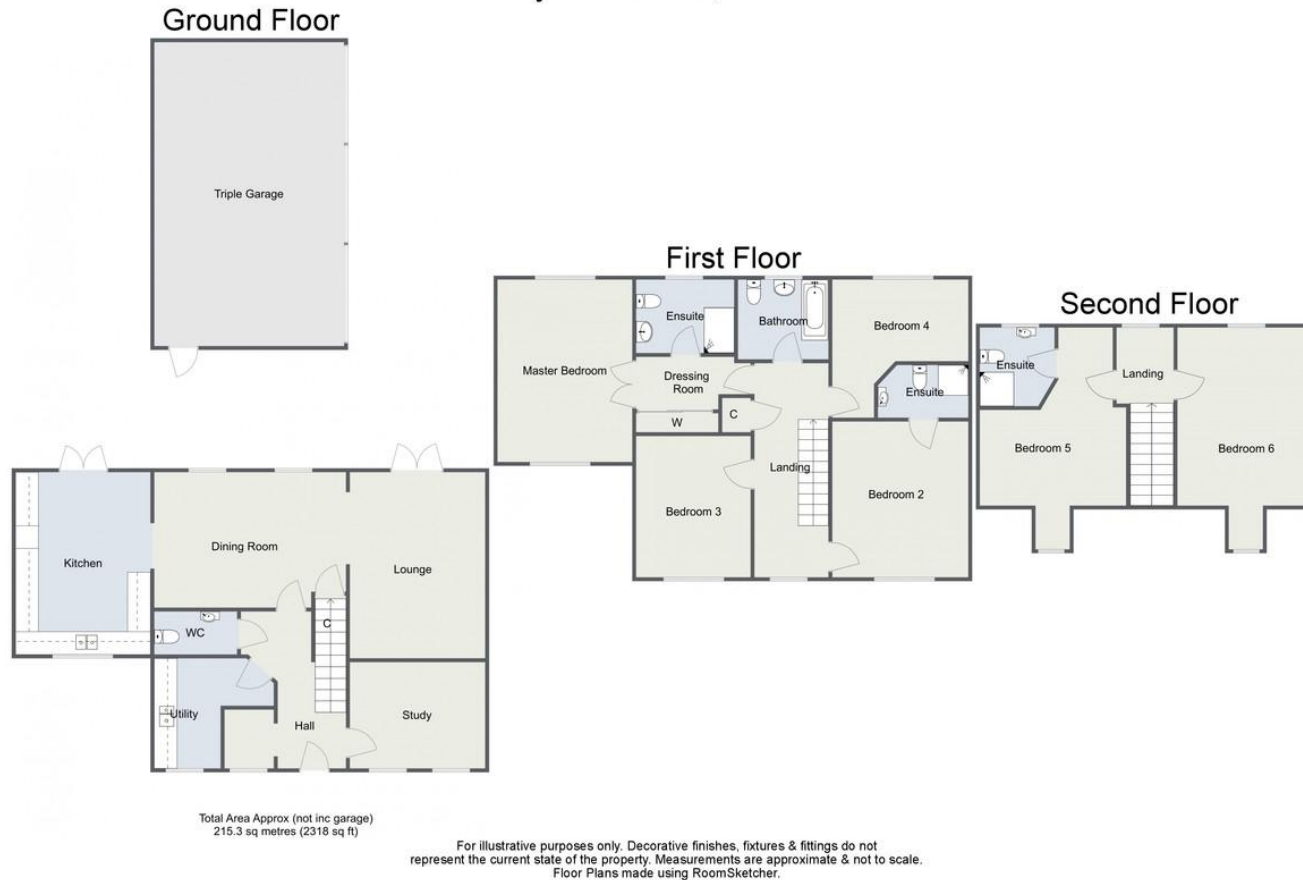 Ground Floor
Triple Garage
Kitchen
Dining Room
Lounge
WC
C
Utility
Hall
Study
First Floor
Master Bedroom
Ensuite
Bathroom
Bedroom 4
Dressing
Room
Ensuite
W
C
Landing
Bedroom 3
Bedroom 2
Second Floor
Ensuite
Landing
Bedroom 5
Bedroom 6
Total Area Approx (not inc garage)
215.3 sq metres (2318 sq ft)
For illustrative purposes only. Decorative finishes, fixtures & fittings do not
represent the current state of the property. Measurements are approximate & not to scale.
Floor Plans made using RoomSketcher.